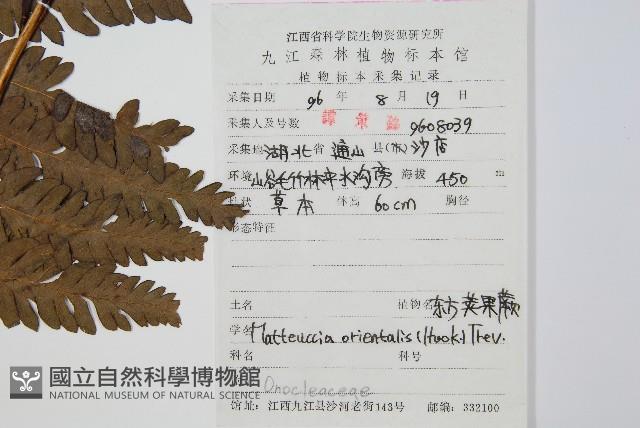 江西省科学院生物资源研究所
九江森林植物标本馆
植物标本采集记录
采集日期 96 年 8 月 19 日
采集人及号数 譚策銘 9608039
采集地 湖北省 通山 县(市) 沙店
环境 山谷毛竹林中水沟旁 海拔 450 m
性状 草本 体高 60cm 胸径
形态特征
土名 植物名 东方荚果蕨
学名 Matteuccia orientalis (Hook.) Trev.
科名 科号
Onocleaceae
國立自然科學博物館
NATIONAL MUSEUM OF NATURAL SCIENCE
馆址：江西九江县沙河老街143号 邮编：332100